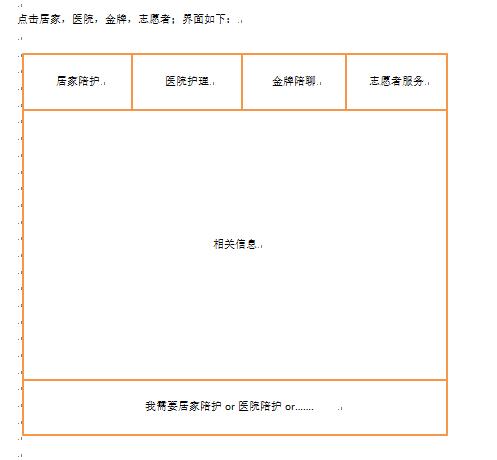 点击居家，医院，金牌，志愿者；界面如下：
居家陪护 医院护理 金牌陪聊 志愿者服务
相关信息
我需要居家陪护 or 医院陪护 or.......